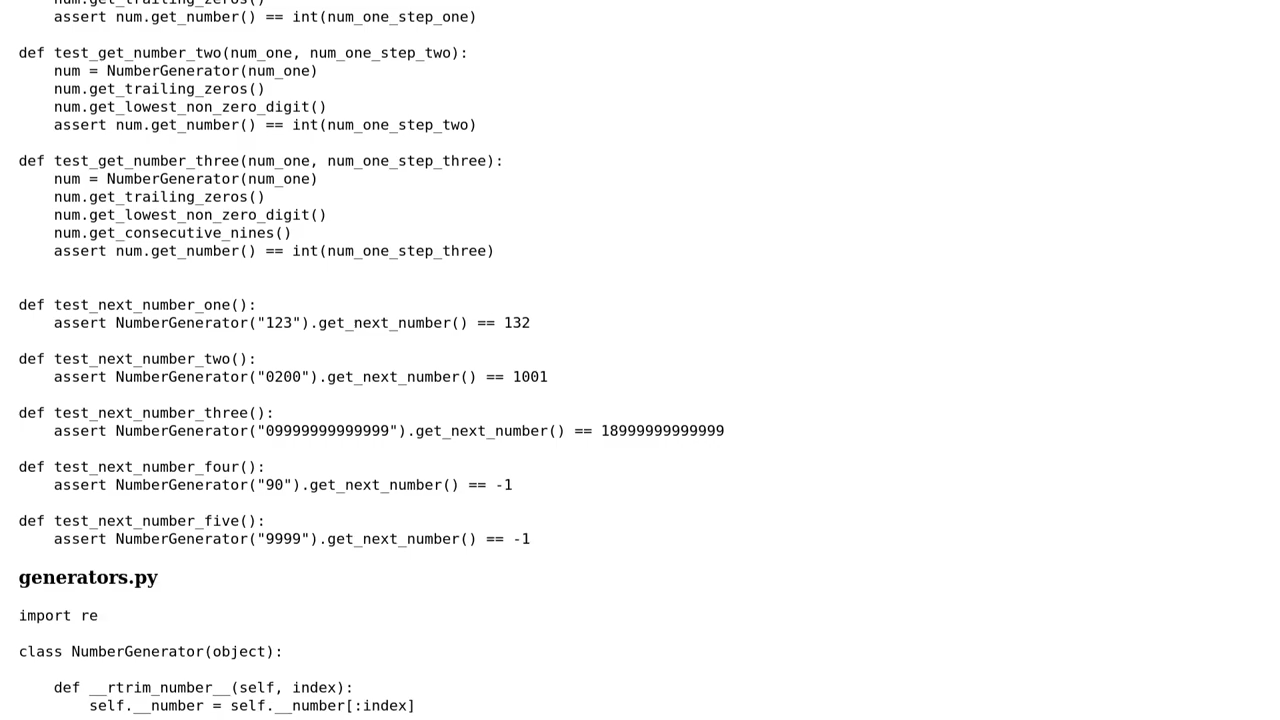 num.get_trailing_zeros()
assert num.get_number() == int(num_one_step_one)
def test_get_number_two(num_one, num_one_step_two):
num = NumberGenerator(num_one)
num.get_trailing_zeros()
num.get_lowest_non_zero_digit()
assert num.get_number() == int(num_one_step_two)
def test_get_number_three(num_one, num_one_step_three):
num = NumberGenerator(num_one)
num.get_trailing_zeros()
num.get_lowest_non_zero_digit()
num.get_consecutive_nines()
assert num.get_number() == int(num_one_step_three)
def test_next_number_one():
assert NumberGenerator("123").get_next_number() == 132
def test_next_number_two():
assert NumberGenerator("0200").get_next_number() == 1001
def test_next_number_three():
assert NumberGenerator("09999999999999").get_next_number() == 18999999999999
def test_next_number_four():
assert NumberGenerator("90").get_next_number() == -1
def test_next_number_five():
assert NumberGenerator("9999").get_next_number() == -1
generators.py
import re
class NumberGenerator(object):
def __rtrim_number__(self, index):
self.__number = self.__number[:index]